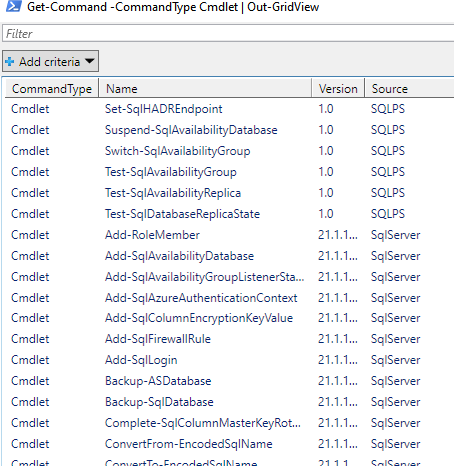 Get-Command -CommandType Cmdlet | Out-GridView
Filter
Add criteria
CommandType Name Version Source
Cmdlet Set-SqlHADREndpoint 1.0 SQLPS
Cmdlet Suspend-SqlAvailabilityDatabase 1.0 SQLPS
Cmdlet Switch-SqlAvailabilityGroup 1.0 SQLPS
Cmdlet Test-SqlAvailabilityGroup 1.0 SQLPS
Cmdlet Test-SqlAvailabilityReplica 1.0 SQLPS
Cmdlet Test-SqlDatabaseReplicaState 1.0 SQLPS
Cmdlet Add-RoleMember 21.1.1... SqlServer
Cmdlet Add-SqlAvailabilityDatabase 21.1.1... SqlServer
Cmdlet Add-SqlAvailabilityGroupListenerSta... 21.1.1... SqlServer
Cmdlet Add-SqlAzureAuthenticationContext 21.1.1... SqlServer
Cmdlet Add-SqlColumnEncryptionKeyValue 21.1.1... SqlServer
Cmdlet Add-SqlFirewallRule 21.1.1... SqlServer
Cmdlet Add-SqlLogin 21.1.1... SqlServer
Cmdlet Backup-ASDatabase 21.1.1... SqlServer
Cmdlet Backup-SqlDatabase 21.1.1... SqlServer
Cmdlet Complete-SqlColumnMasterKeyRot... 21.1.1... SqlServer
Cmdlet ConvertFrom-EncodedSqlName 21.1.1... SqlServer
Cmdlet ConvertTo-EncodedSqlName 21.1.1... SqlServer